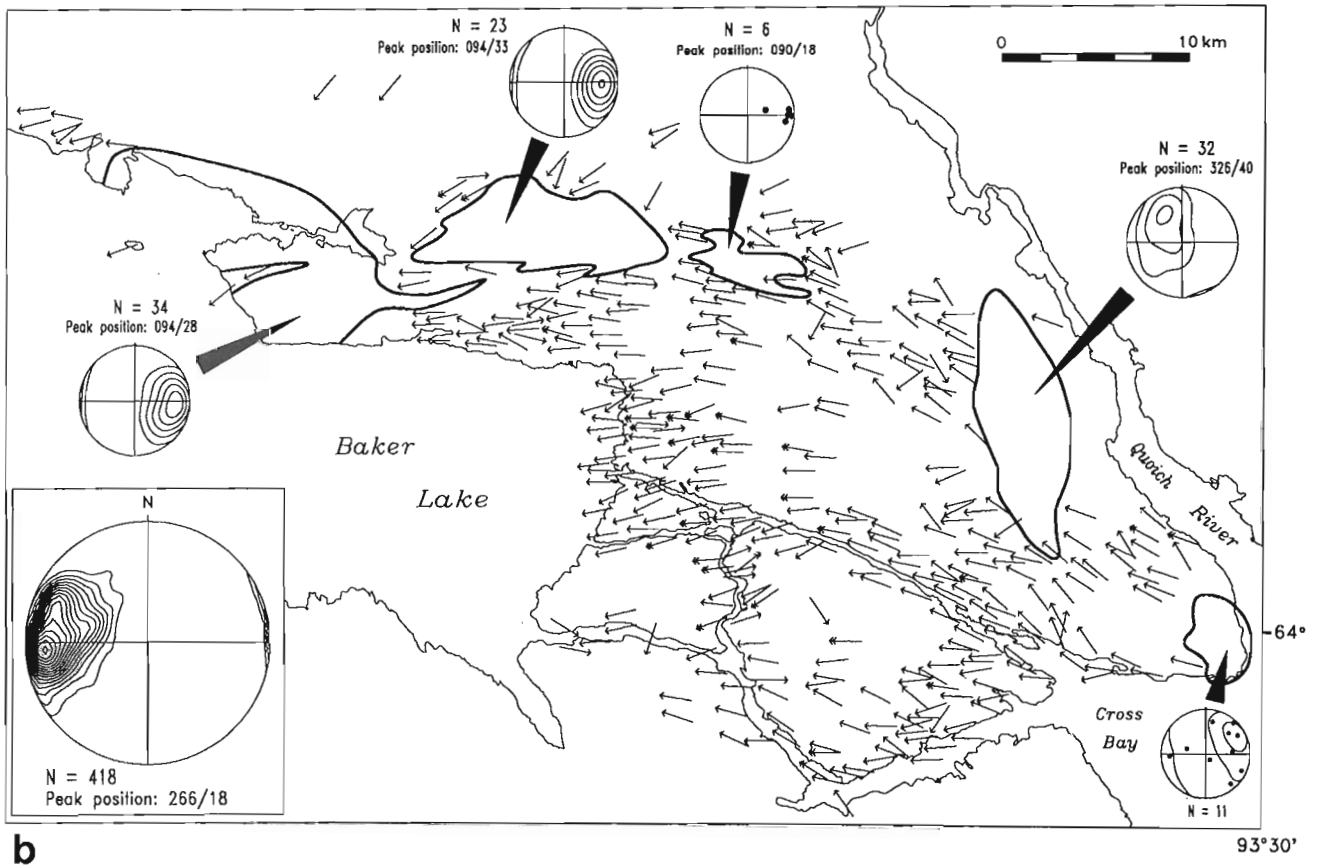 N = 23
Peak position: 094/33
N = 6
Peak position: 090/18
0 10 km
N = 32
Peak position: 326/40
N = 34
Peak position: 094/28
Baker
Lake
Quoich
River
N
N = 418
Peak position: 266/18
64°
Cross
Bay
N = 11
93°30'
b